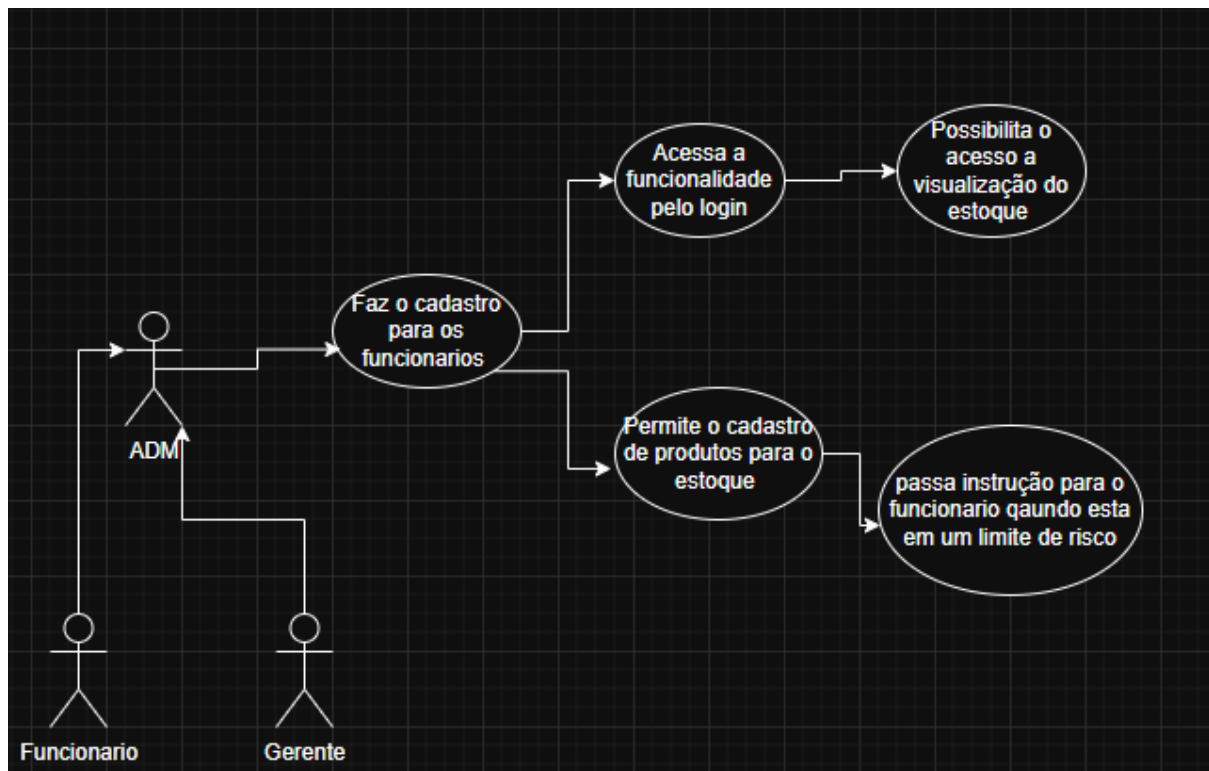 Possibilita o
acesso a
visualização do
estoque
Acessa a
funcionalidade
pelo login
Faz o cadastro
para os
funcionarios
ADM
Permite o cadastro
de produtos para o
estoque
passa instrução para o
funcionario qaundo esta
em um limite de risco
Funcionario
Gerente